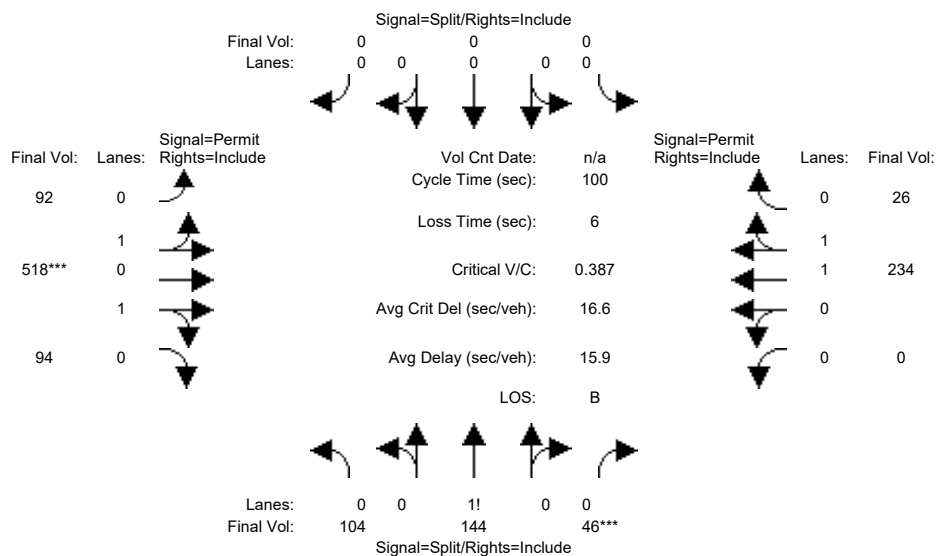 Signal=Split/Rights=Include
Final Vol: 0 0 0
Lanes: 0 0 0 0 0
Signal=Permit
Final Vol: Lanes: Rights=Include
Vol Cnt Date: n/a
Signal=Permit
Rights=Include Lanes: Final Vol:
Cycle Time (sec): 100
92 0
0 26
Loss Time (sec): 6
1
1
518*** 0
Critical V/C: 0.387
1 234
1
Avg Crit Del (sec/veh): 16.6
0
94 0
Avg Delay (sec/veh): 15.9
0 0
LOS: B
Lanes: 0 0 1! 0 0
Final Vol: 104 144 46***
Signal=Split/Rights=Include